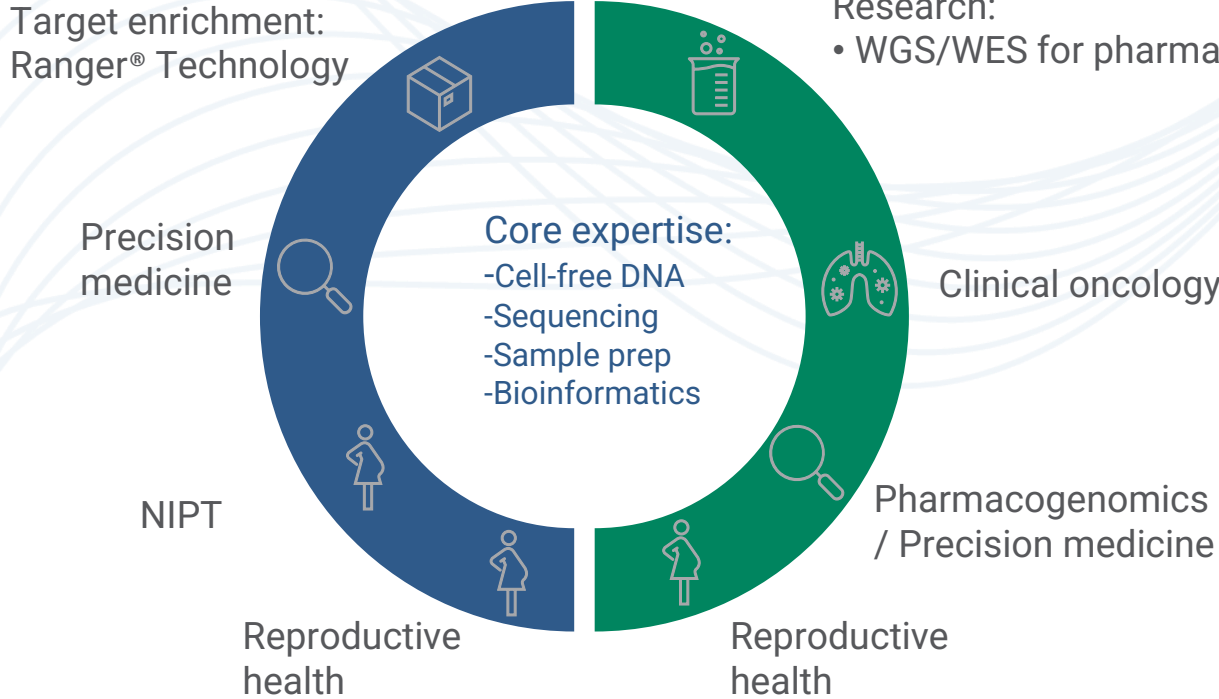 Target enrichment:
Ranger® Technology
Research:
• WGS/WES for pharma
Precision
medicine
Core expertise:
-Cell-free DNA
-Sequencing
-Sample prep
-Bioinformatics
Clinical oncology
NIPT
Pharmacogenomics
/ Precision medicine
Reproductive
health
Reproductive
health